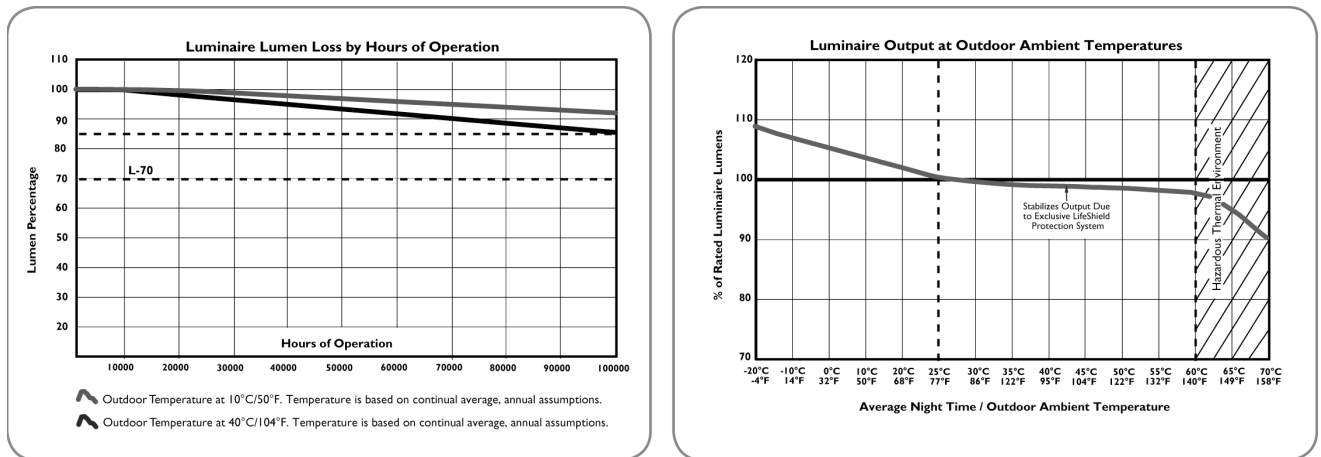 Luminaire Lumen Loss by Hours of Operation
110
100
90
80
70
60
50
40
30
20
Lumen Percentage
L-70
Hours of Operation
10000 20000 30000 40000 50000 60000 70000 80000 90000 100000
Outdoor Temperature at 10°C/50°F. Temperature is based on continual average, annual assumptions.
Outdoor Temperature at 40°C/104°F. Temperature is based on continual average, annual assumptions.
Luminaire Output at Outdoor Ambient Temperatures
120
110
100
90
80
70
% of Rated Luminaire Lumens
Stabilizes Output Due
to Exclusive LifeShield
Protection System
Hazardous Thermal Environment
-20°C -10°C 0°C 10°C 20°C 25°C 30°C 35°C 40°C 45°C 50°C 55°C 60°C 65°C 70°C
-4°F 14°F 32°F 50°F 68°F 77°F 86°F 122°F 95°F 104°F 122°F 132°F 140°F 149°F 158°F
Average Night Time / Outdoor Ambient Temperature